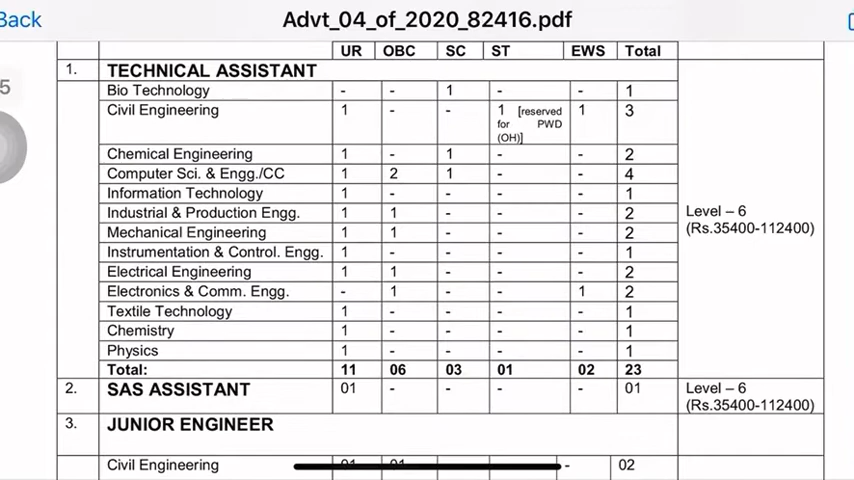 Back
Advt_04_of_2020_82416.pdf
5
UR OBC SC ST EWS Total
1. TECHNICAL ASSISTANT
Bio Technology - - 1 - - 1
Civil Engineering 1 - - 1 [reserved for PWD (OH)] 1 3
Chemical Engineering 1 - 1 - - 2
Computer Sci. & Engg./CC 1 2 1 - - 4
Information Technology 1 - - - - 1
Industrial & Production Engg. 1 1 - - - 2
Level – 6
Mechanical Engineering 1 1 - - - 2
(Rs.35400-112400)
Instrumentation & Control. Engg. 1 - - - - 1
Electrical Engineering 1 1 - - - 2
Electronics & Comm. Engg. - 1 - - 1 2
Textile Technology 1 - - - - 1
Chemistry 1 - - - - 1
Physics 1 - - - - 1
Total: 11 06 03 01 02 23
2. SAS ASSISTANT 01 - - - - 01 Level – 6
(Rs.35400-112400)
3. JUNIOR ENGINEER
Civil Engineering 01 01 - 02